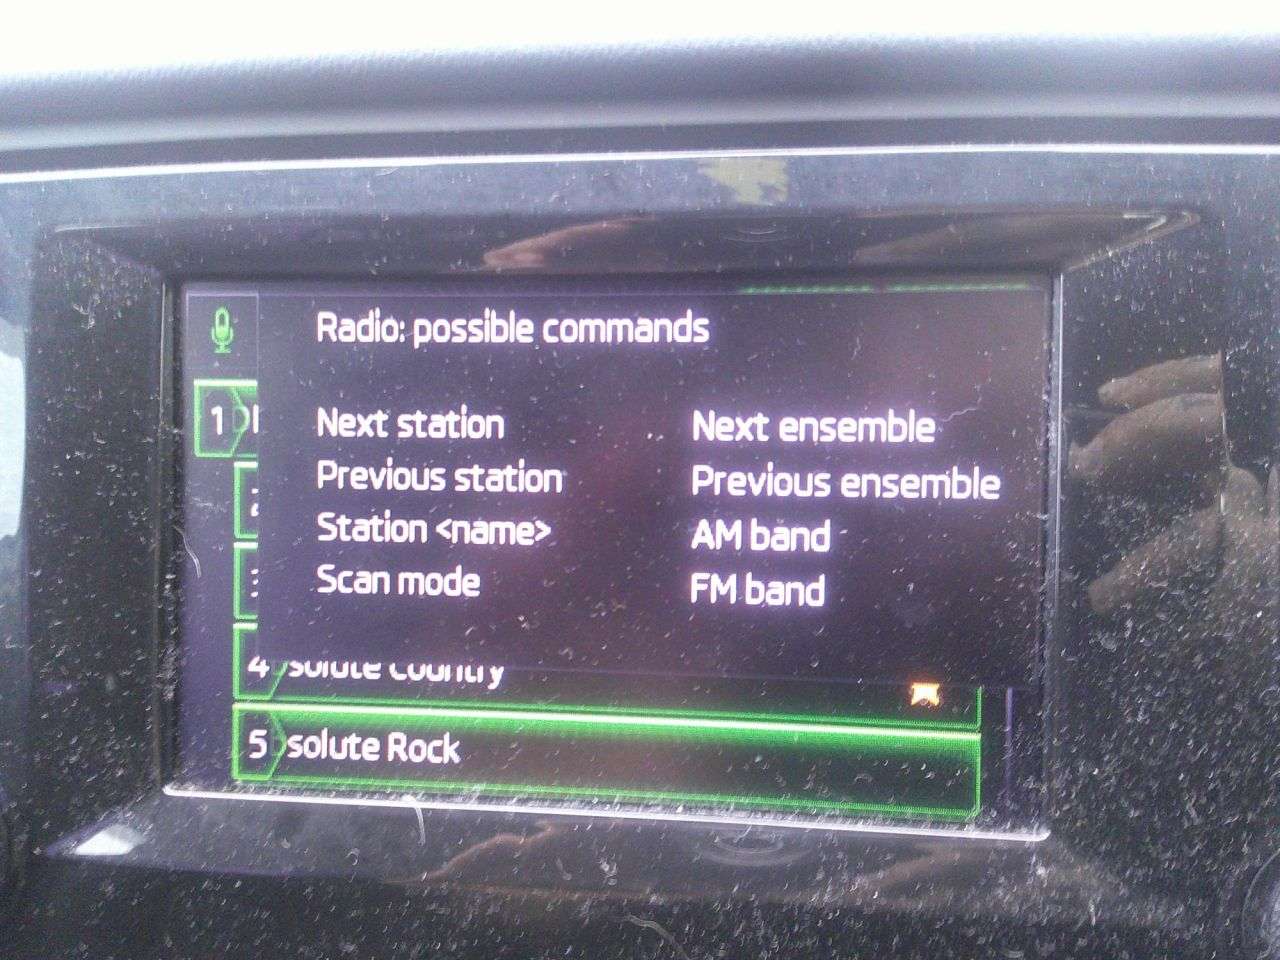 Radio: possible commands
1
Next station
Next ensemble
Previous station
Previous ensemble
Station <name>
AM band
Scan mode
FM band
4 solute Country
5 solute Rock